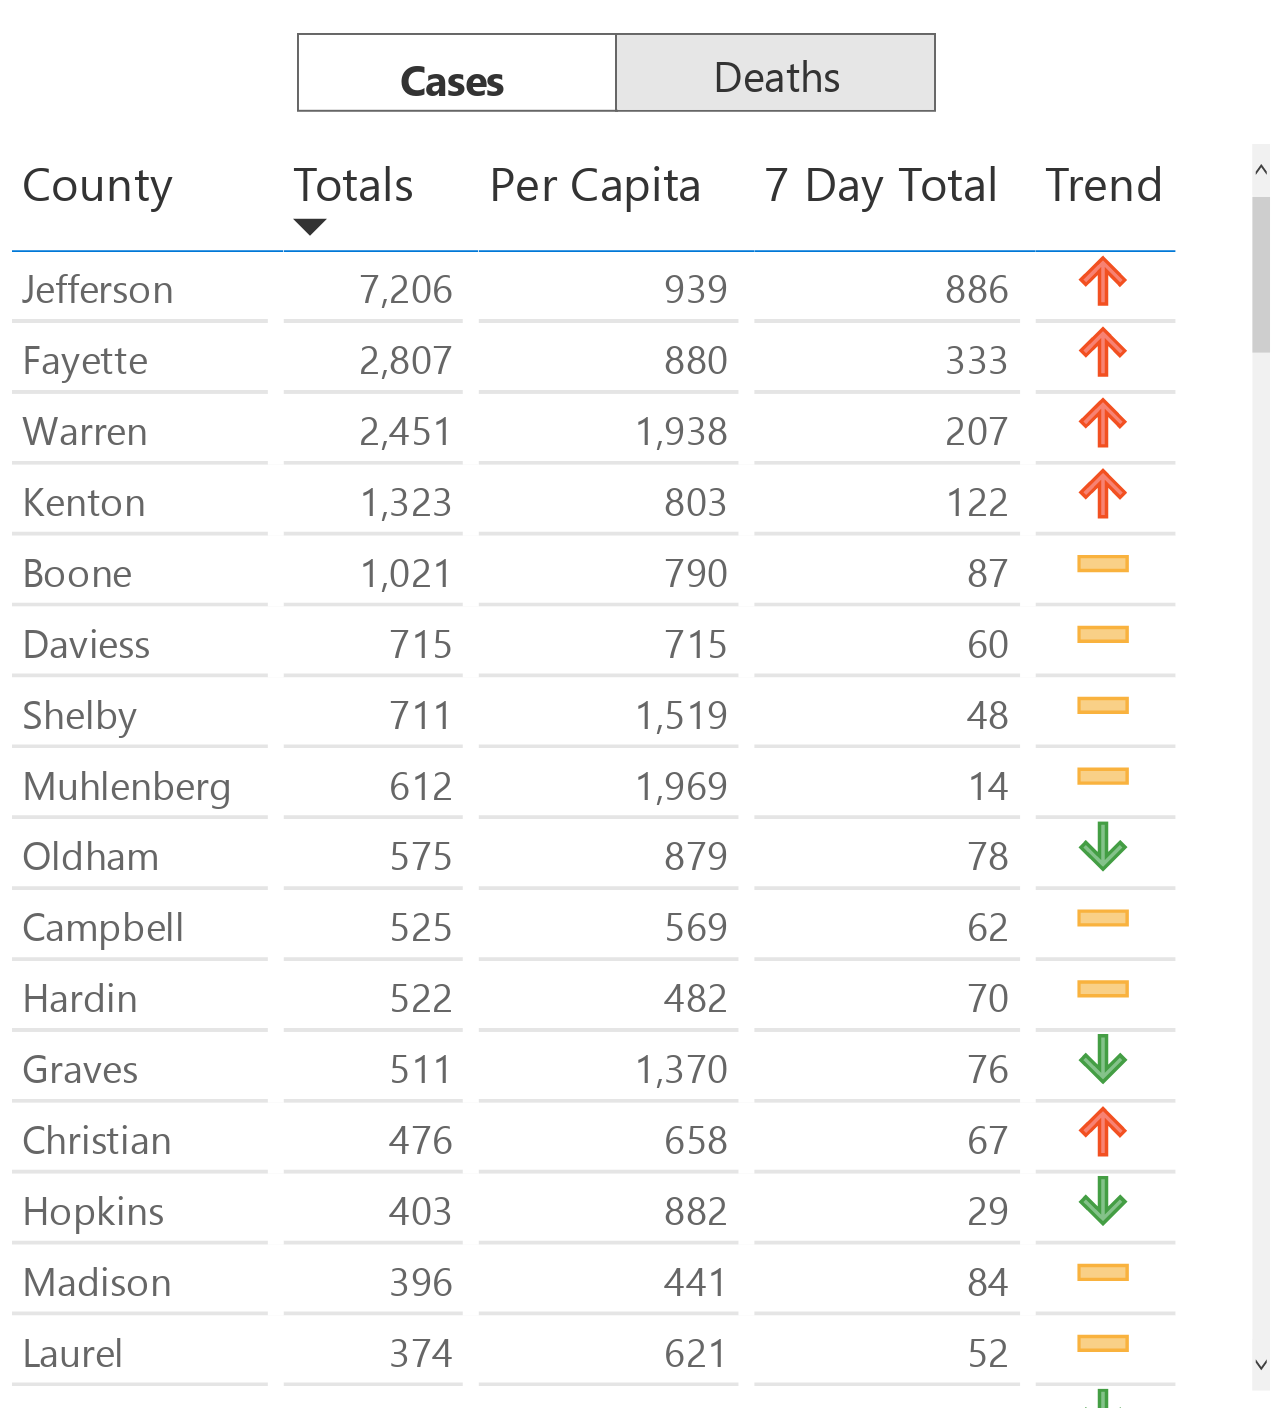 Cases Deaths
County Totals Per Capita 7 Day Total Trend
Jefferson 7,206 939 886
Fayette 2,807 880 333
Warren 2,451 1,938 207
Kenton 1,323 803 122
Boone 1,021 790 87
Daviess 715 715 60
Shelby 711 1,519 48
Muhlenberg 612 1,969 14
Oldham 575 879 78
Campbell 525 569 62
Hardin 522 482 70
Graves 511 1,370 76
Christian 476 658 67
Hopkins 403 882 29
Madison 396 441 84
Laurel 374 621 52